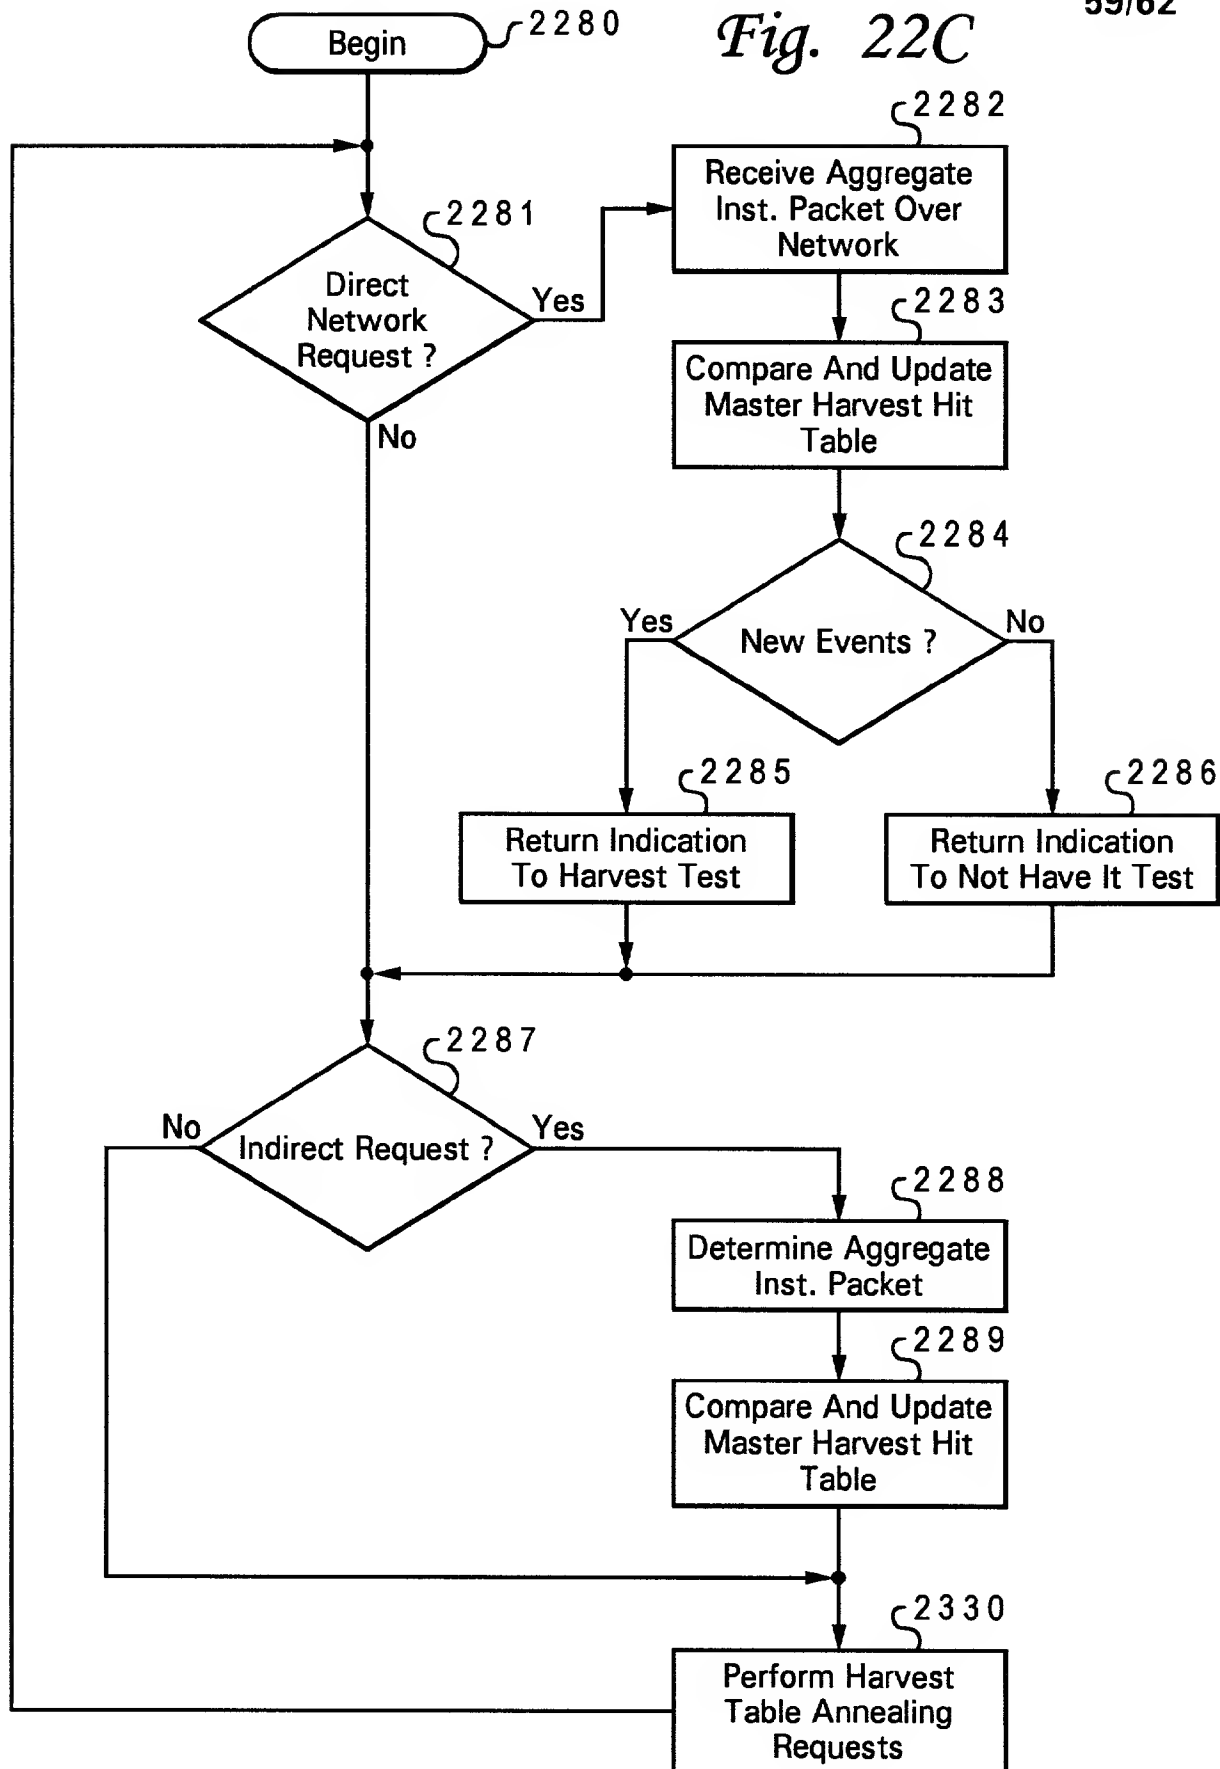 59/62
Fig. 22C
Begin
2280
2281
Direct
Network
Request ?
Yes
No
2282
Receive Aggregate
Inst. Packet Over
Network
2283
Compare And Update
Master Harvest Hit
Table
2284
New Events ?
Yes
No
2285
Return Indication
To Harvest Test
2286
Return Indication
To Not Have It Test
2287
Indirect Request ?
No
Yes
2288
Determine Aggregate
Inst. Packet
2289
Compare And Update
Master Harvest Hit
Table
2330
Perform Harvest
Table Annealing
Requests